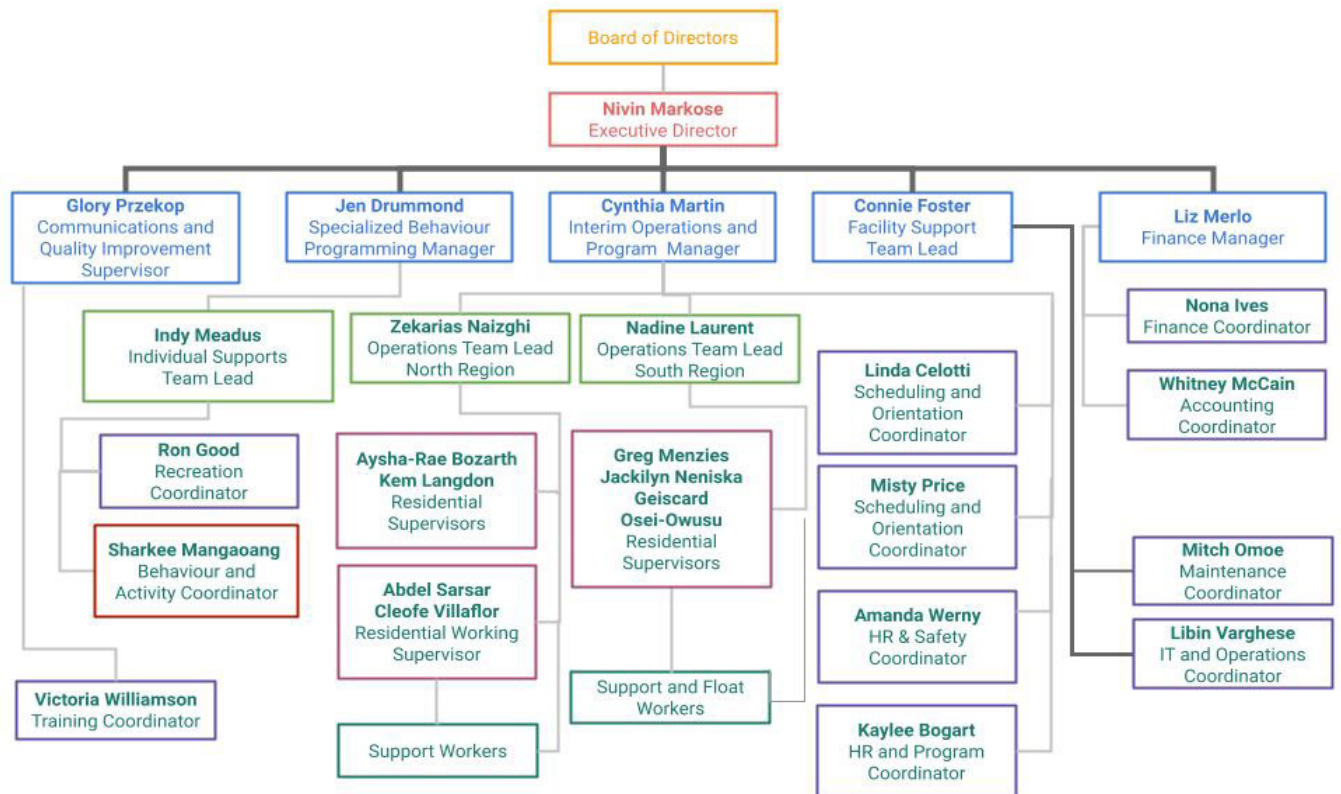 Board of Directors
Nivin Markose
Executive Director
Glory Przekop
Communications and
Quality Improvement
Supervisor
Jen Drummond
Specialized Behaviour
Programming Manager
Cynthia Martin
Interim Operations and
Program Manager
Connie Foster
Facility Support
Team Lead
Liz Merlo
Finance Manager
Indy Meadus
Individual Supports
Team Lead
Zekarias Naizghi
Operations Team Lead
North Region
Nadine Laurent
Operations Team Lead
South Region
Nona Ives
Finance Coordinator
Linda Celotti
Scheduling and
Orientation
Coordinator
Whitney McCain
Accounting
Coordinator
Ron Good
Recreation
Coordinator
Aysha-Rae Bozarth
Kem Langdon
Residential
Supervisors
Greg Menzies
Jackilyn Neniska
Geiscard
Osei-Owusu
Residential
Supervisors
Misty Price
Scheduling and
Orientation
Coordinator
Sharkee Mangaoang
Behaviour and
Activity Coordinator
Mitch Omoe
Maintenance
Coordinator
Abdel Sarsar
Cleofe Villaflor
Residential Working
Supervisor
Amanda Werny
HR & Safety
Coordinator
Libin Varghese
IT and Operations
Coordinator
Victoria Williamson
Training Coordinator
Support and Float
Workers
Support Workers
Kaylee Bogart
HR and Program
Coordinator